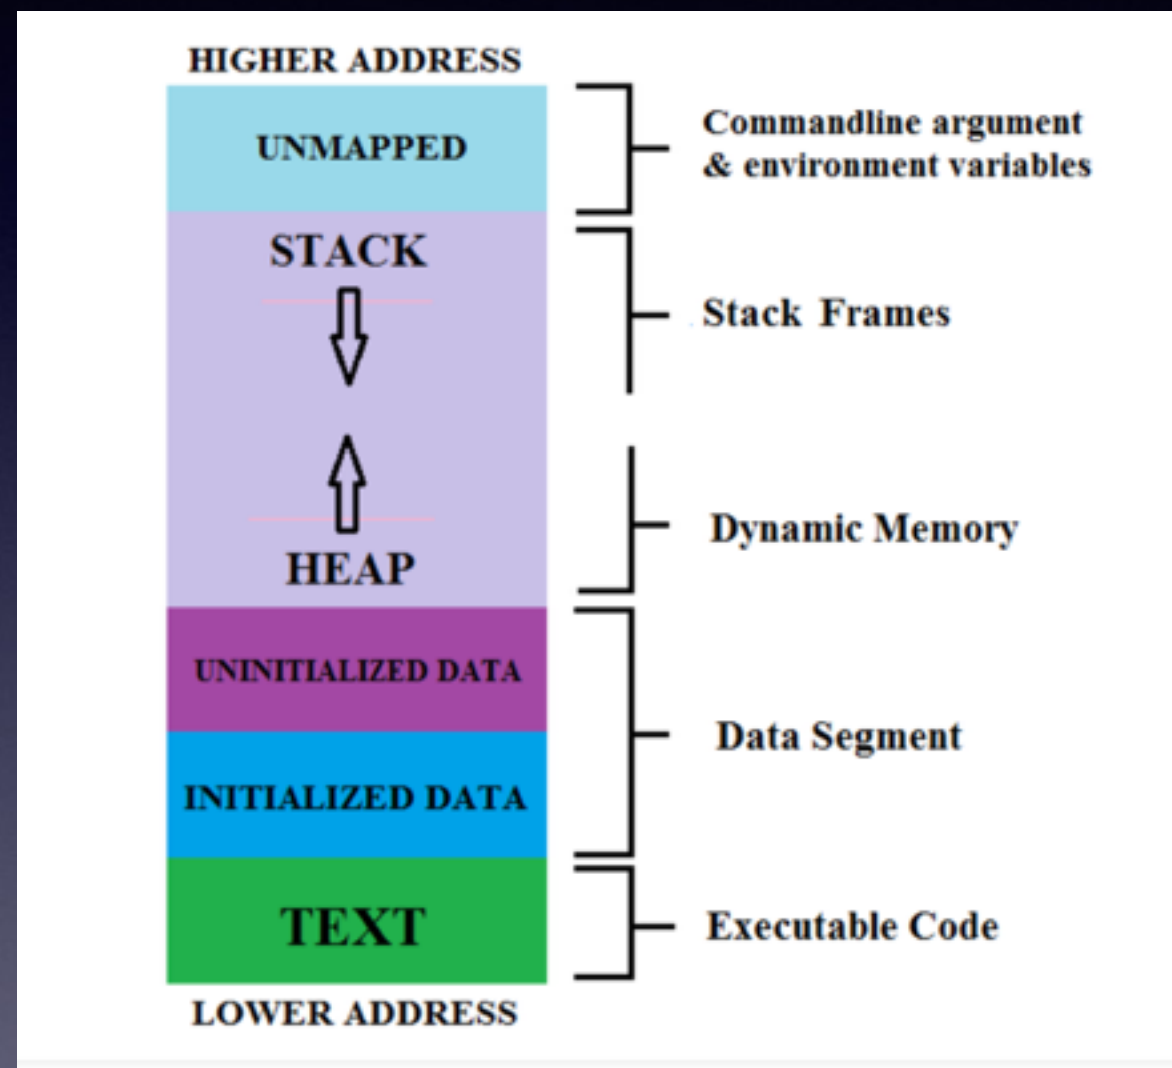 HIGHER ADDRESS
UNMAPPED
Commandline argument
& environment variables
STACK
Stack Frames
HEAP
Dynamic Memory
UNINITIALIZED DATA
INITIALIZED DATA
Data Segment
TEXT
Executable Code
LOWER ADDRESS